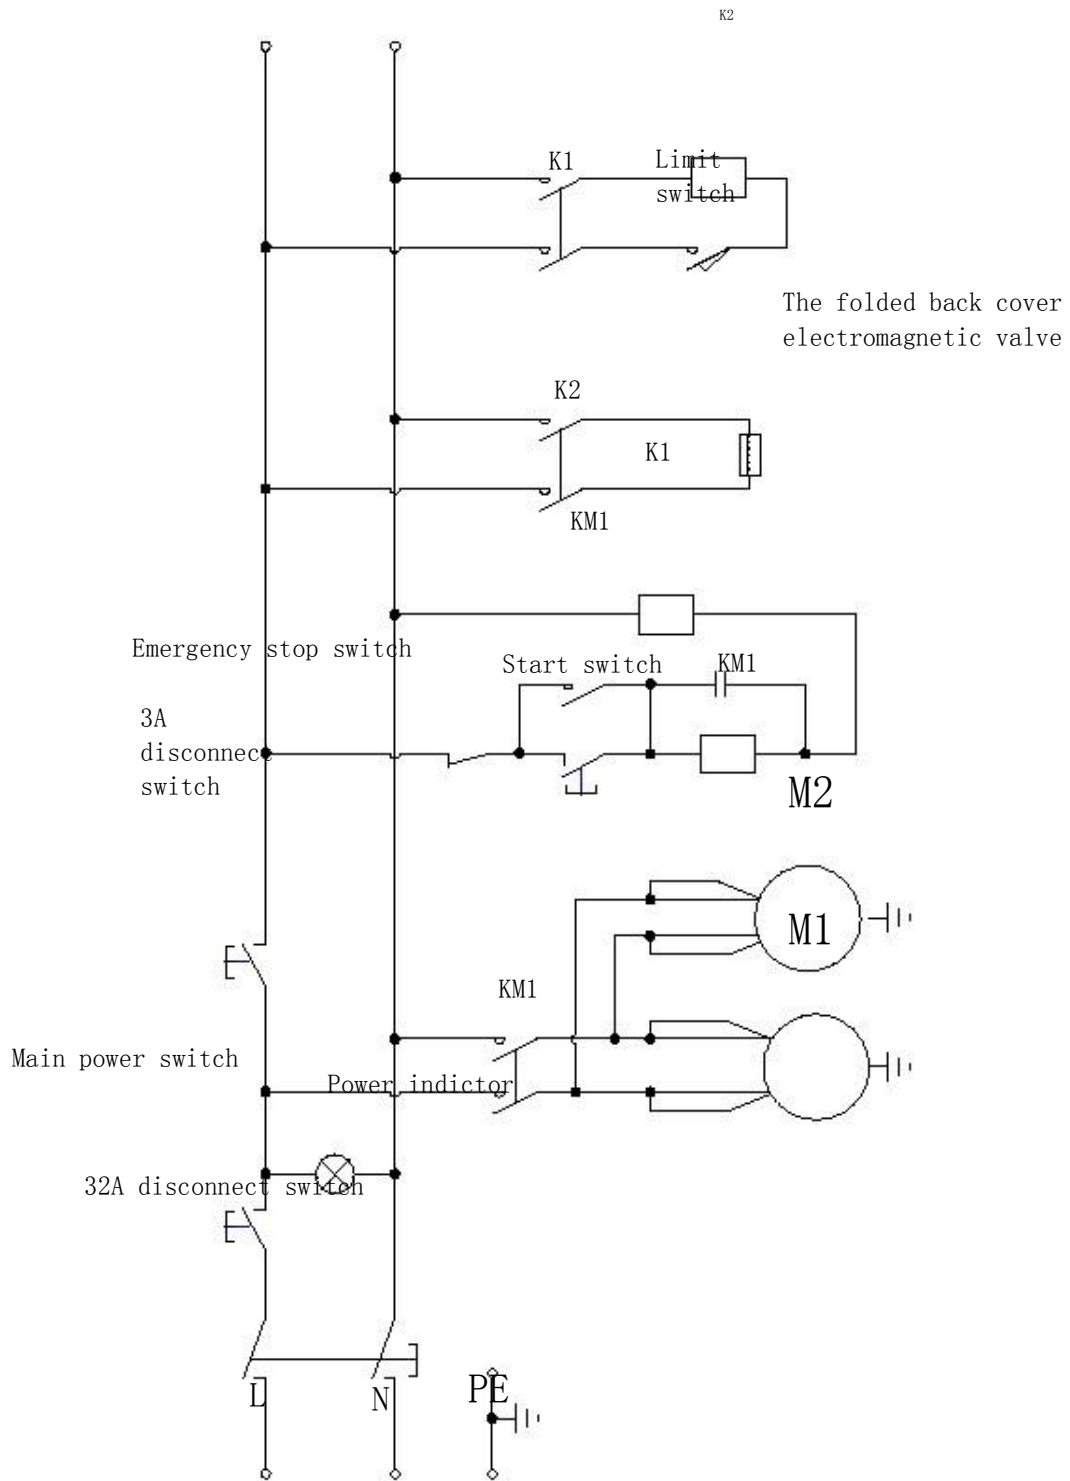 K2
K1
Limit
switch
The folded back cover
electromagnetic valve
K2
K1
KM1
Emergency stop switch
Start switch
KM1
3A
disconnect
switch
M2
M1
KM1
Main power switch
Power indictor
32A disconnect switch
L
N
PE